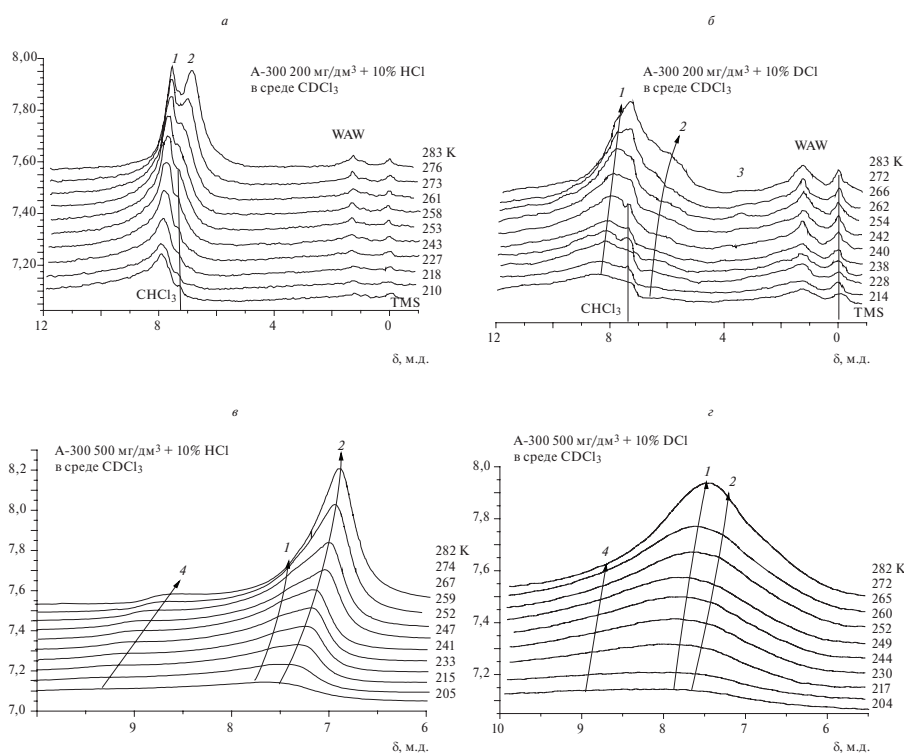 а
8,00
7,80
7,60
7,40
7,20
1 2
А-300 200 мг/дм³ + 10% HCl
в среде CDCl₃
WAW
283 K
276
273
261
258
253
243
227
218
210
CHCl₃
TMS
12 8 4 0
δ, м.д.
б
А-300 200 мг/дм³ + 10% DCl
в среде CDCl₃
1
2
3
WAW
283 K
272
266
262
254
242
240
238
228
214
CHCl₃
TMS
12 8 4 0
δ, м.д.
в
А-300 500 мг/дм³ + 10% HCl
в среде CDCl₃
8,2
8,0
7,8
7,6
7,4
7,2
7,0
2
1
4
282 K
274
267
259
252
247
241
233
215
205
9 8 7 6
δ, м.д.
г
А-300 500 мг/дм³ + 10% DCl
в среде CDCl₃
8,0
7,8
7,6
7,4
7,2
1
2
4
282 K
272
265
260
252
249
244
230
217
204
10 9 8 7 6
δ, м.д.